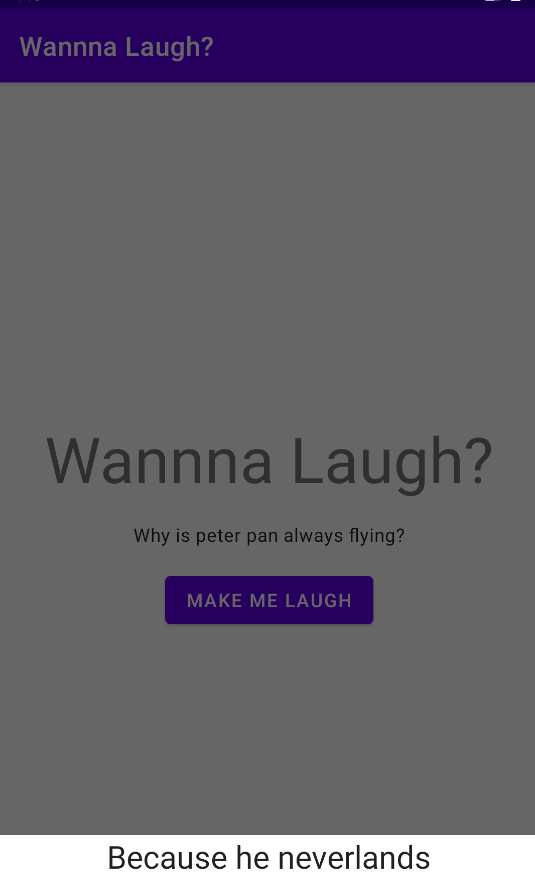 Wannna Laugh?
Wannna Laugh?
Why is peter pan always flying?
MAKE ME LAUGH
Because he neverlands